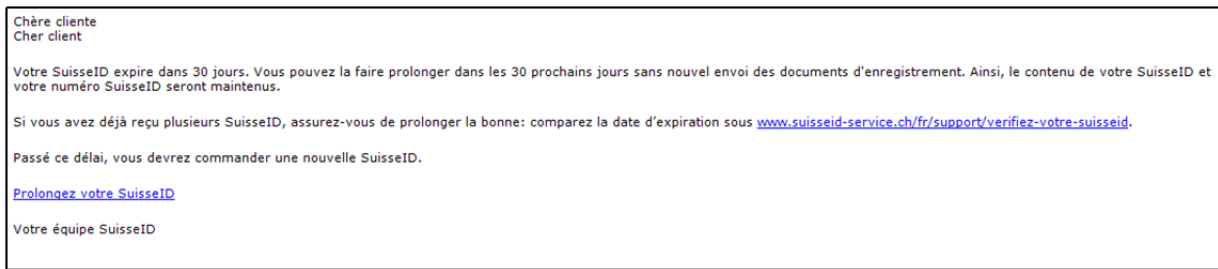 Chère cliente
Cher client
Votre SuisseID expire dans 30 jours. Vous pouvez la faire prolonger dans les 30 prochains jours sans nouvel envoi des documents d'enregistrement. Ainsi, le contenu de votre SuisseID et
votre numéro SuisseID seront maintenus.
Si vous avez déjà reçu plusieurs SuisseID, assurez-vous de prolonger la bonne: comparez la date d’expiration sous www.suisseid-service.ch/fr/support/verifiez-votre-suisseid.
Passé ce délai, vous devrez commander une nouvelle SuisseID.
Prolongez votre SuisseID
Votre équipe SuisseID